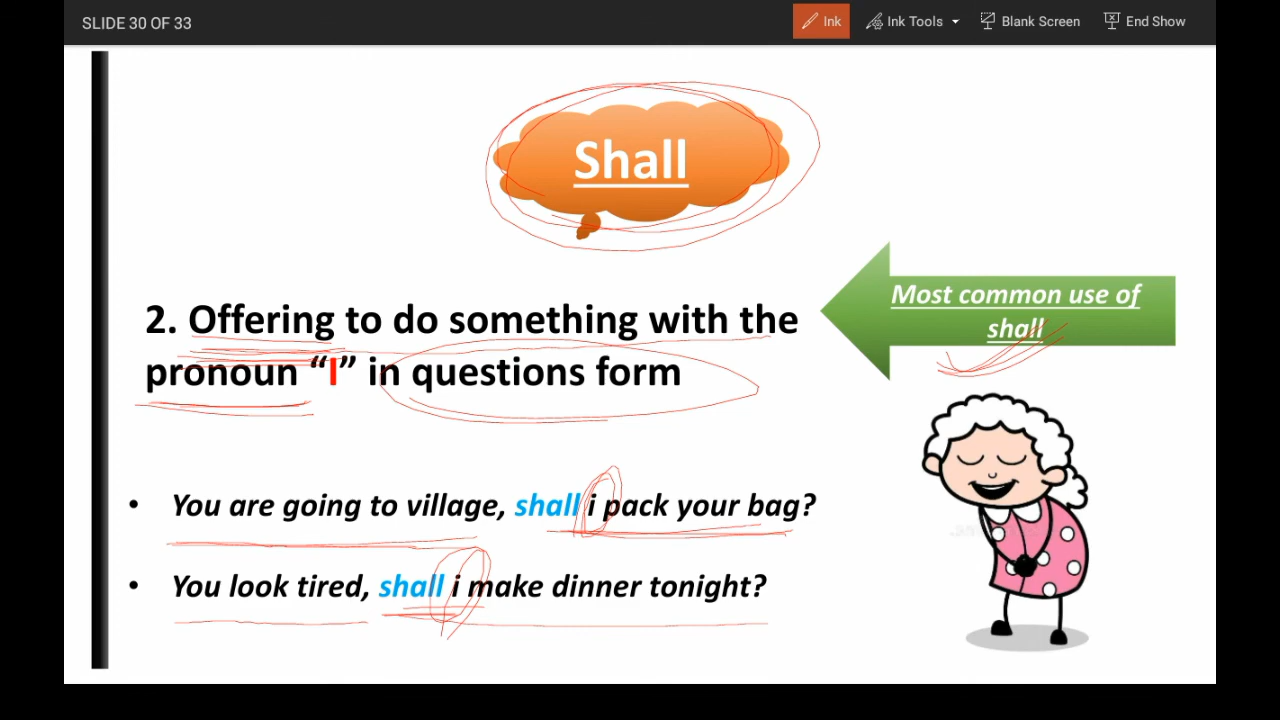 SLIDE 30 OF 33
Ink
Ink Tools
Blank Screen
End Show
Shall
Most common use of
shall
2. Offering to do something with the
pronoun “I” in questions form
• You are going to village, shall i pack your bag?
• You look tired, shall i make dinner tonight?